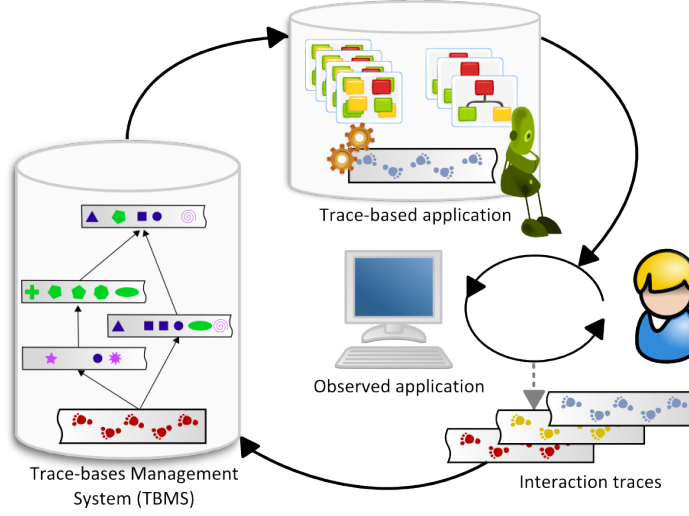 Trace-based application
Observed application
Trace-bases Management
System (TBMS)
Interaction traces